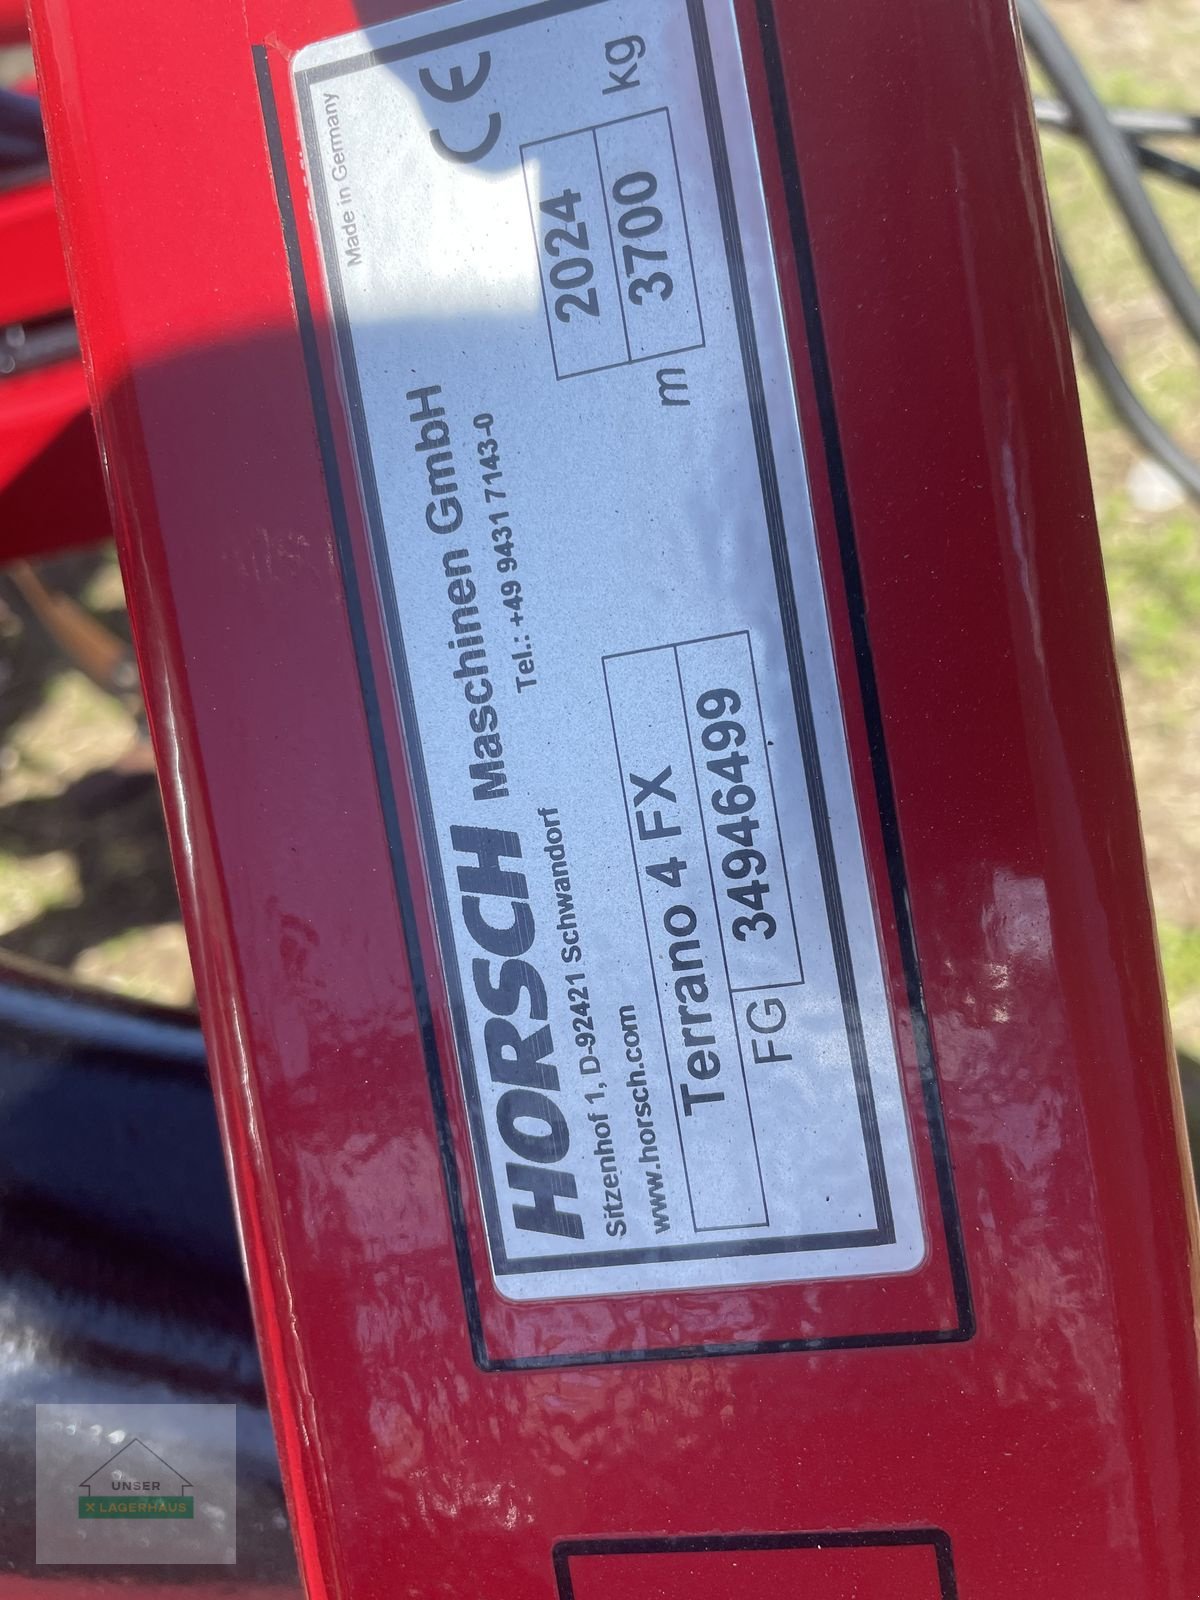 Made in Germany
CE
HORSCH Maschinen GmbH
Sitzenhof 1, D-92421 Schwandorf Tel.: +49 9431 7143-0
www.horsch.com
Terrano 4 FX 2024
FG 34946499 m 3700 kg
UNSER
LAGERHAUS